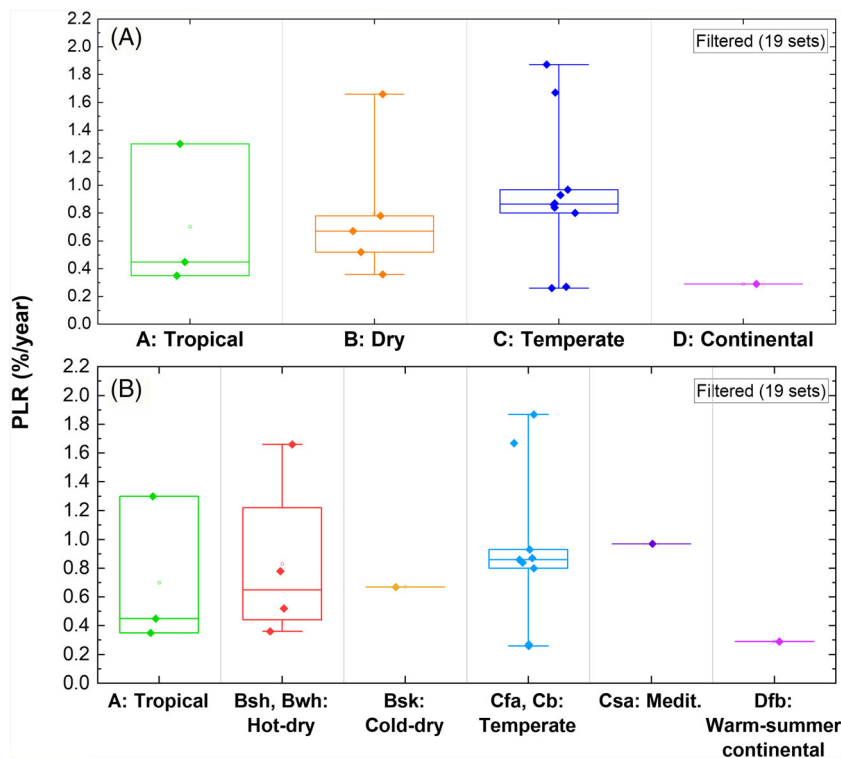 PLR (%/year)
(A)
Filtered (19 sets)
2.2
2.0
1.8
1.6
1.4
1.2
1.0
0.8
0.6
0.4
0.2
0.0
A: Tropical
B: Dry
C: Temperate
D: Continental
(B)
Filtered (19 sets)
2.2
2.0
1.8
1.6
1.4
1.2
1.0
0.8
0.6
0.4
0.2
0.0
A: Tropical
Bsh, Bwh:
Hot-dry
Bsk:
Cold-dry
Cfa, Cb:
Temperate
Csa: Medit.
Dfb:
Warm-summer
continental